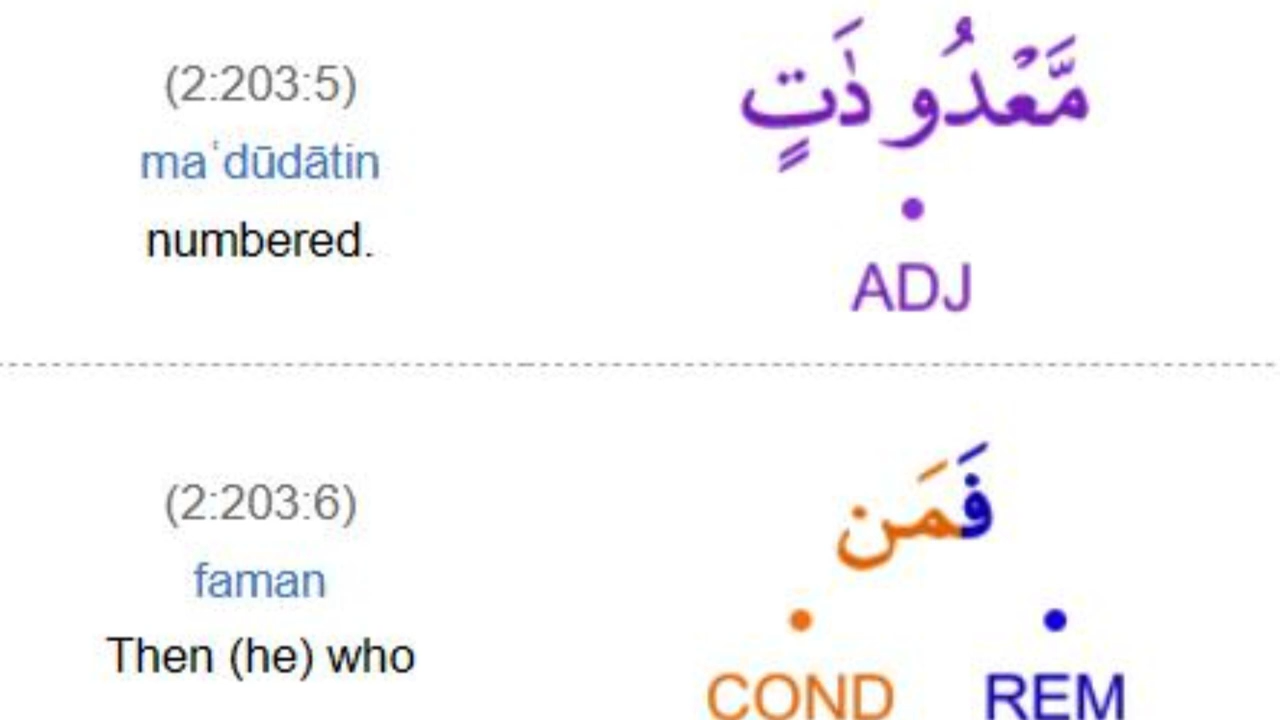 (2:203:5)
maʿdūdātin
numbered.
مَّعْدُودَٰتٍ
ADJ
(2:203:6)
faman
Then (he) who
فَمَن
COND REM